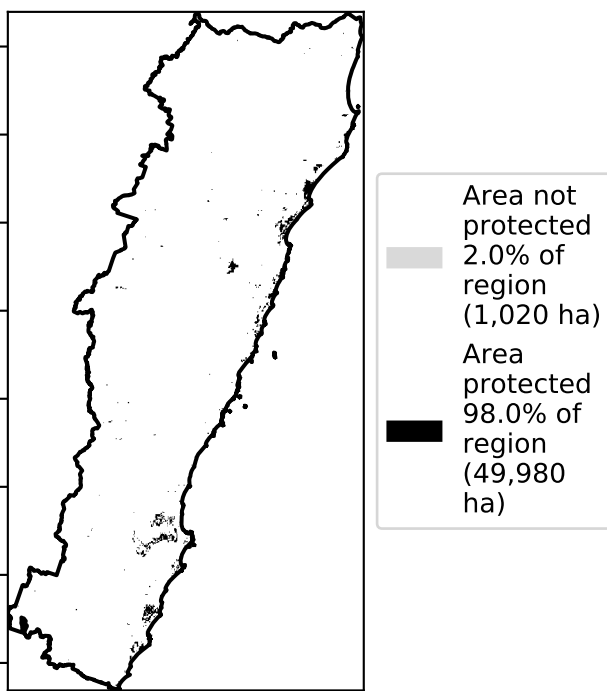 Area not
protected
2.0% of
region
(1,020 ha)
Area
protected
98.0% of
region
(49,980
ha)